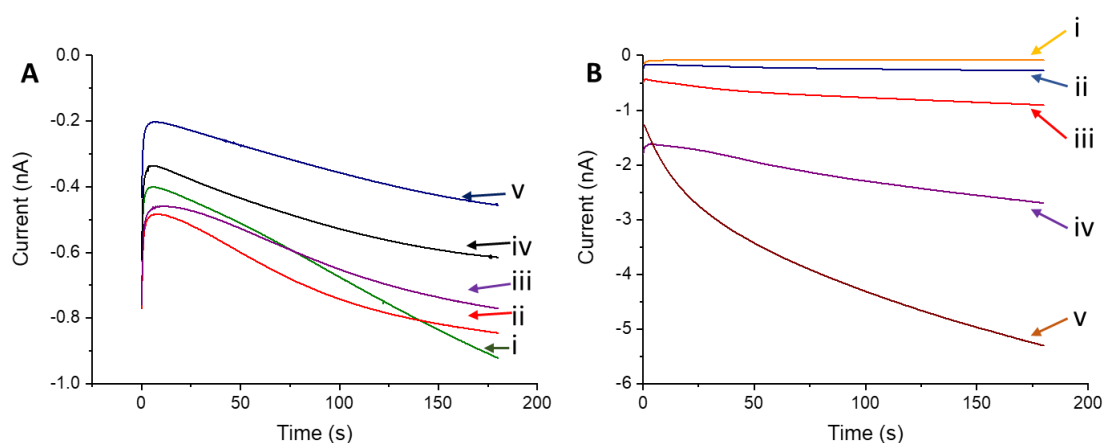 A
Current (nA)
0.0
-0.2
-0.4
-0.6
-0.8
-1.0
0
50
100
150
200
Time (s)
v
iv
iii
ii
i
B
Current (nA)
0
-1
-2
-3
-4
-5
-6
0
50
100
150
200
Time (s)
i
ii
iii
iv
v